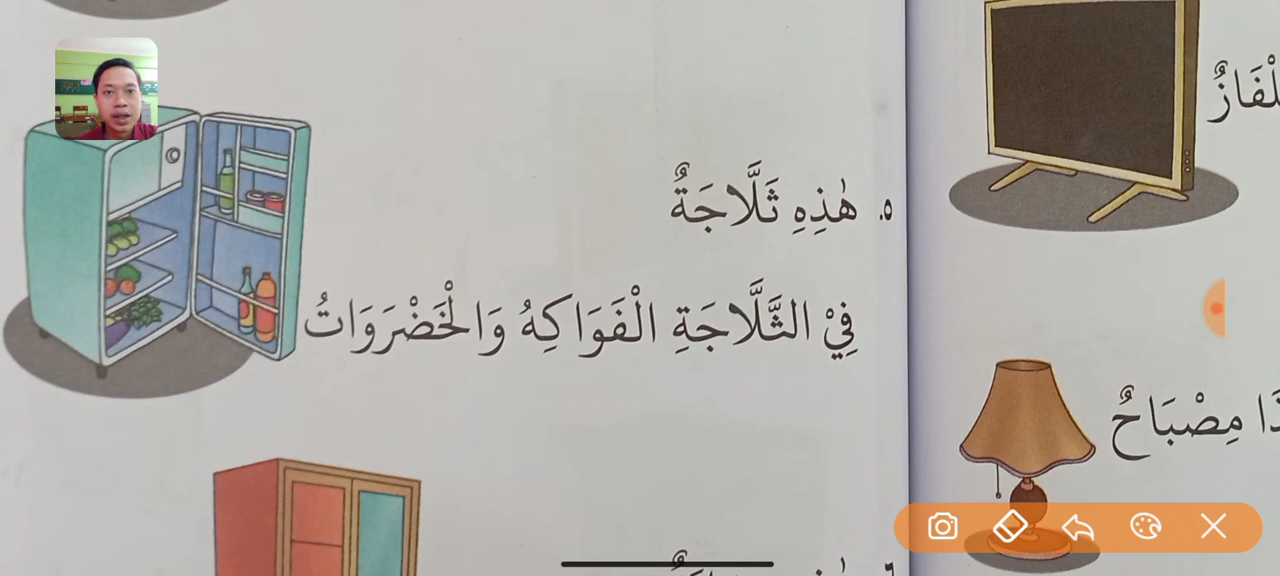 ٥. هٰذِهِ ثَلَّاجَةٌ
فِيْ الثَّلَّاجَةِ الْفَوَاكِهُ وَالْخَضْرَوَاتُ
مِصْبَاحٌ